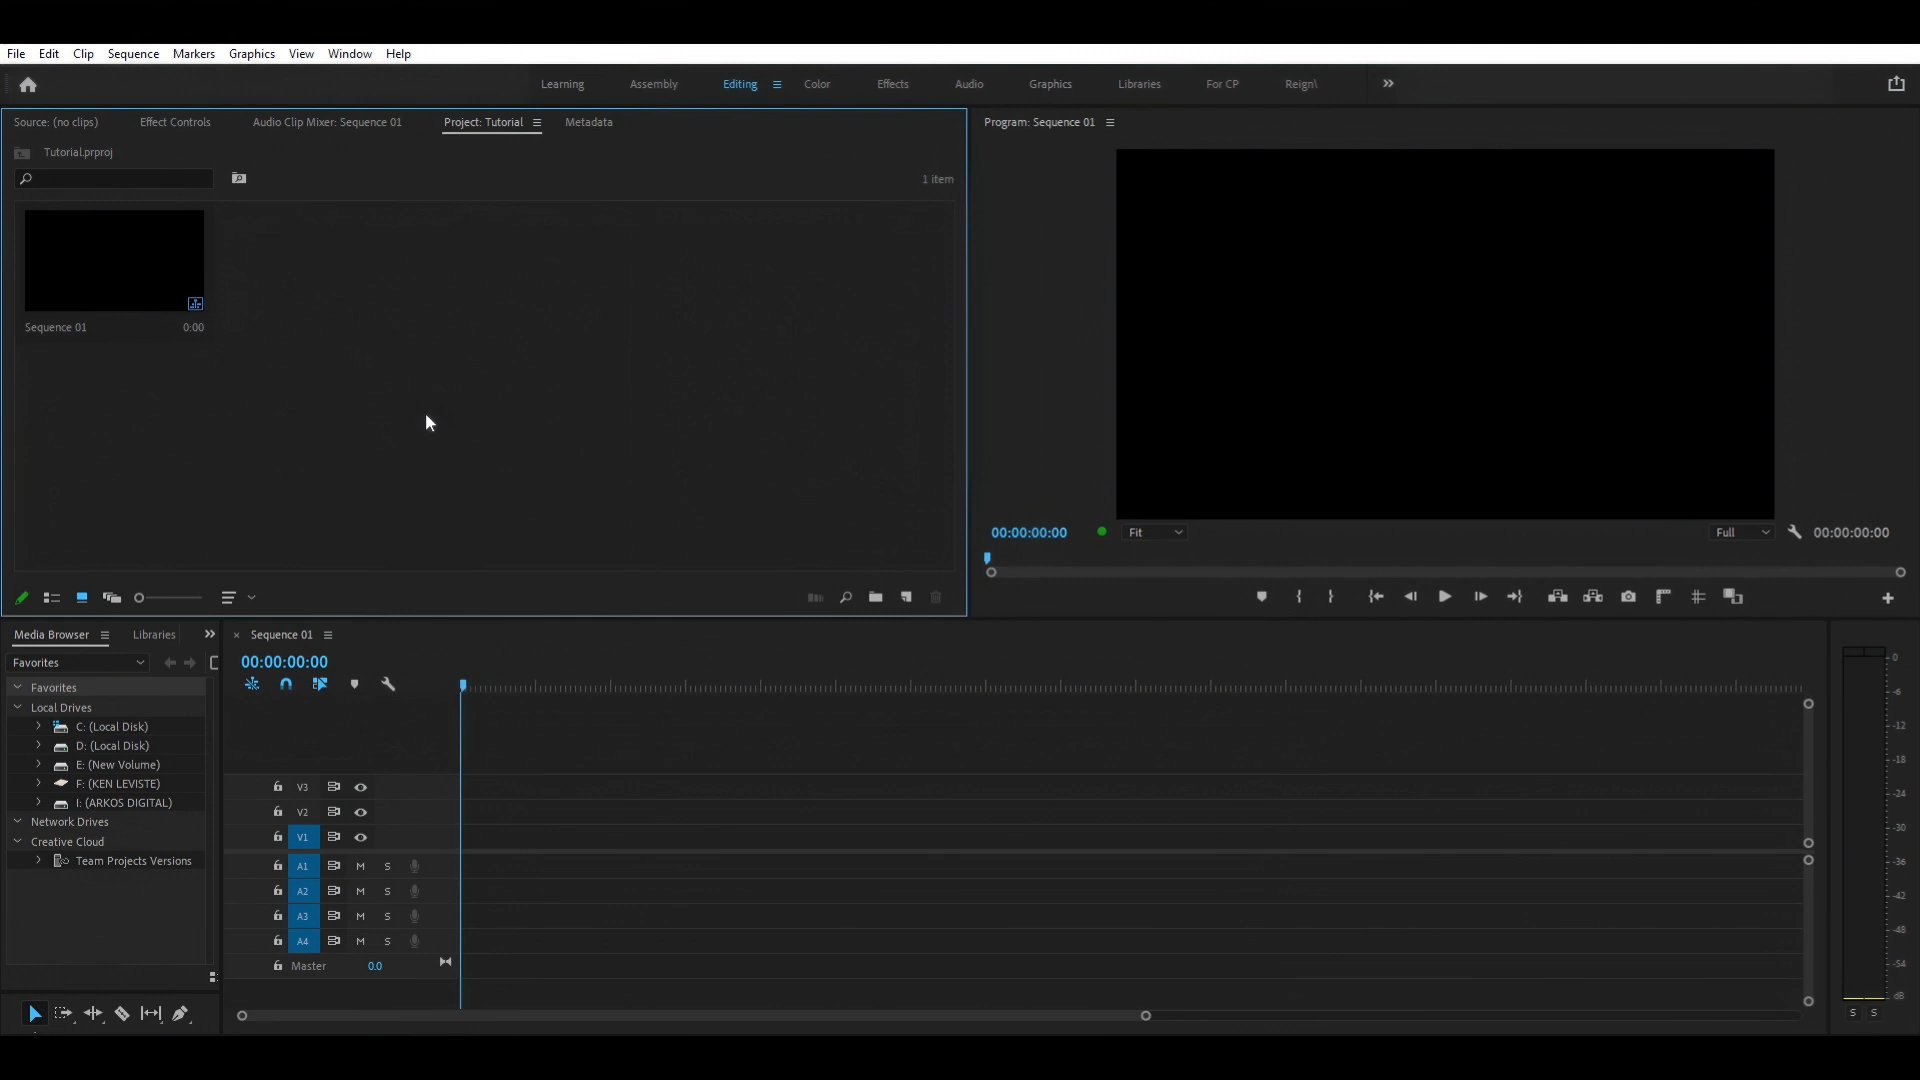 File Edit Clip Sequence Markers Graphics View Window Help
Learning Assembly Editing Color Effects Audio Graphics Libraries For CP Reign\
Source: (no clips) Effect Controls Audio Clip Mixer: Sequence 01 Project: Tutorial Metadata
Program: Sequence 01
Tutorial.prproj
1 item
Sequence 01 0:00
00:00:00:00 Fit Full 00:00:00:00
Media Browser Libraries
Favorites
Favorites
Local Drives
C: (Local Disk)
D: (Local Disk)
E: (New Volume)
F: (KEN LEVISTE)
I: (ARKOS DIGITAL)
Network Drives
Creative Cloud
Team Projects Versions
× Sequence 01
00:00:00:00
V3
V2
V1
A1 M S
A2 M S
A3 M S
A4 M S
Master 0.0
0
-6
-12
-18
-24
-30
-36
-42
-48
-54
dB
S S